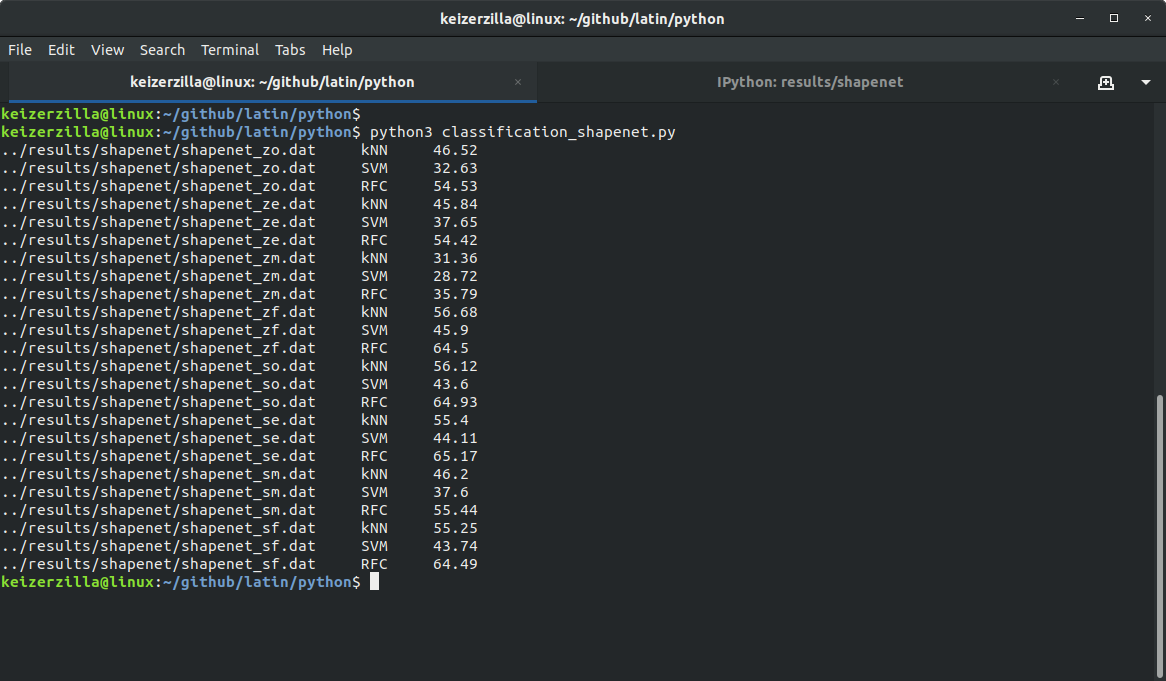 keizerzilla@linux: ~/github/latin/python
File Edit View Search Terminal Tabs Help
keizerzilla@linux: ~/github/latin/python × IPython: results/shapenet ×
keizerzilla@linux:~/github/latin/python$
keizerzilla@linux:~/github/latin/python$ python3 classification_shapenet.py
../results/shapenet/shapenet_zo.dat kNN 46.52
../results/shapenet/shapenet_zo.dat SVM 32.63
../results/shapenet/shapenet_zo.dat RFC 54.53
../results/shapenet/shapenet_ze.dat kNN 45.84
../results/shapenet/shapenet_ze.dat SVM 37.65
../results/shapenet/shapenet_ze.dat RFC 54.42
../results/shapenet/shapenet_zm.dat kNN 31.36
../results/shapenet/shapenet_zm.dat SVM 28.72
../results/shapenet/shapenet_zm.dat RFC 35.79
../results/shapenet/shapenet_zf.dat kNN 56.68
../results/shapenet/shapenet_zf.dat SVM 45.9
../results/shapenet/shapenet_zf.dat RFC 64.5
../results/shapenet/shapenet_so.dat kNN 56.12
../results/shapenet/shapenet_so.dat SVM 43.6
../results/shapenet/shapenet_so.dat RFC 64.93
../results/shapenet/shapenet_se.dat kNN 55.4
../results/shapenet/shapenet_se.dat SVM 44.11
../results/shapenet/shapenet_se.dat RFC 65.17
../results/shapenet/shapenet_sm.dat kNN 46.2
../results/shapenet/shapenet_sm.dat SVM 37.6
../results/shapenet/shapenet_sm.dat RFC 55.44
../results/shapenet/shapenet_sf.dat kNN 55.25
../results/shapenet/shapenet_sf.dat SVM 43.74
../results/shapenet/shapenet_sf.dat RFC 64.49
keizerzilla@linux:~/github/latin/python$